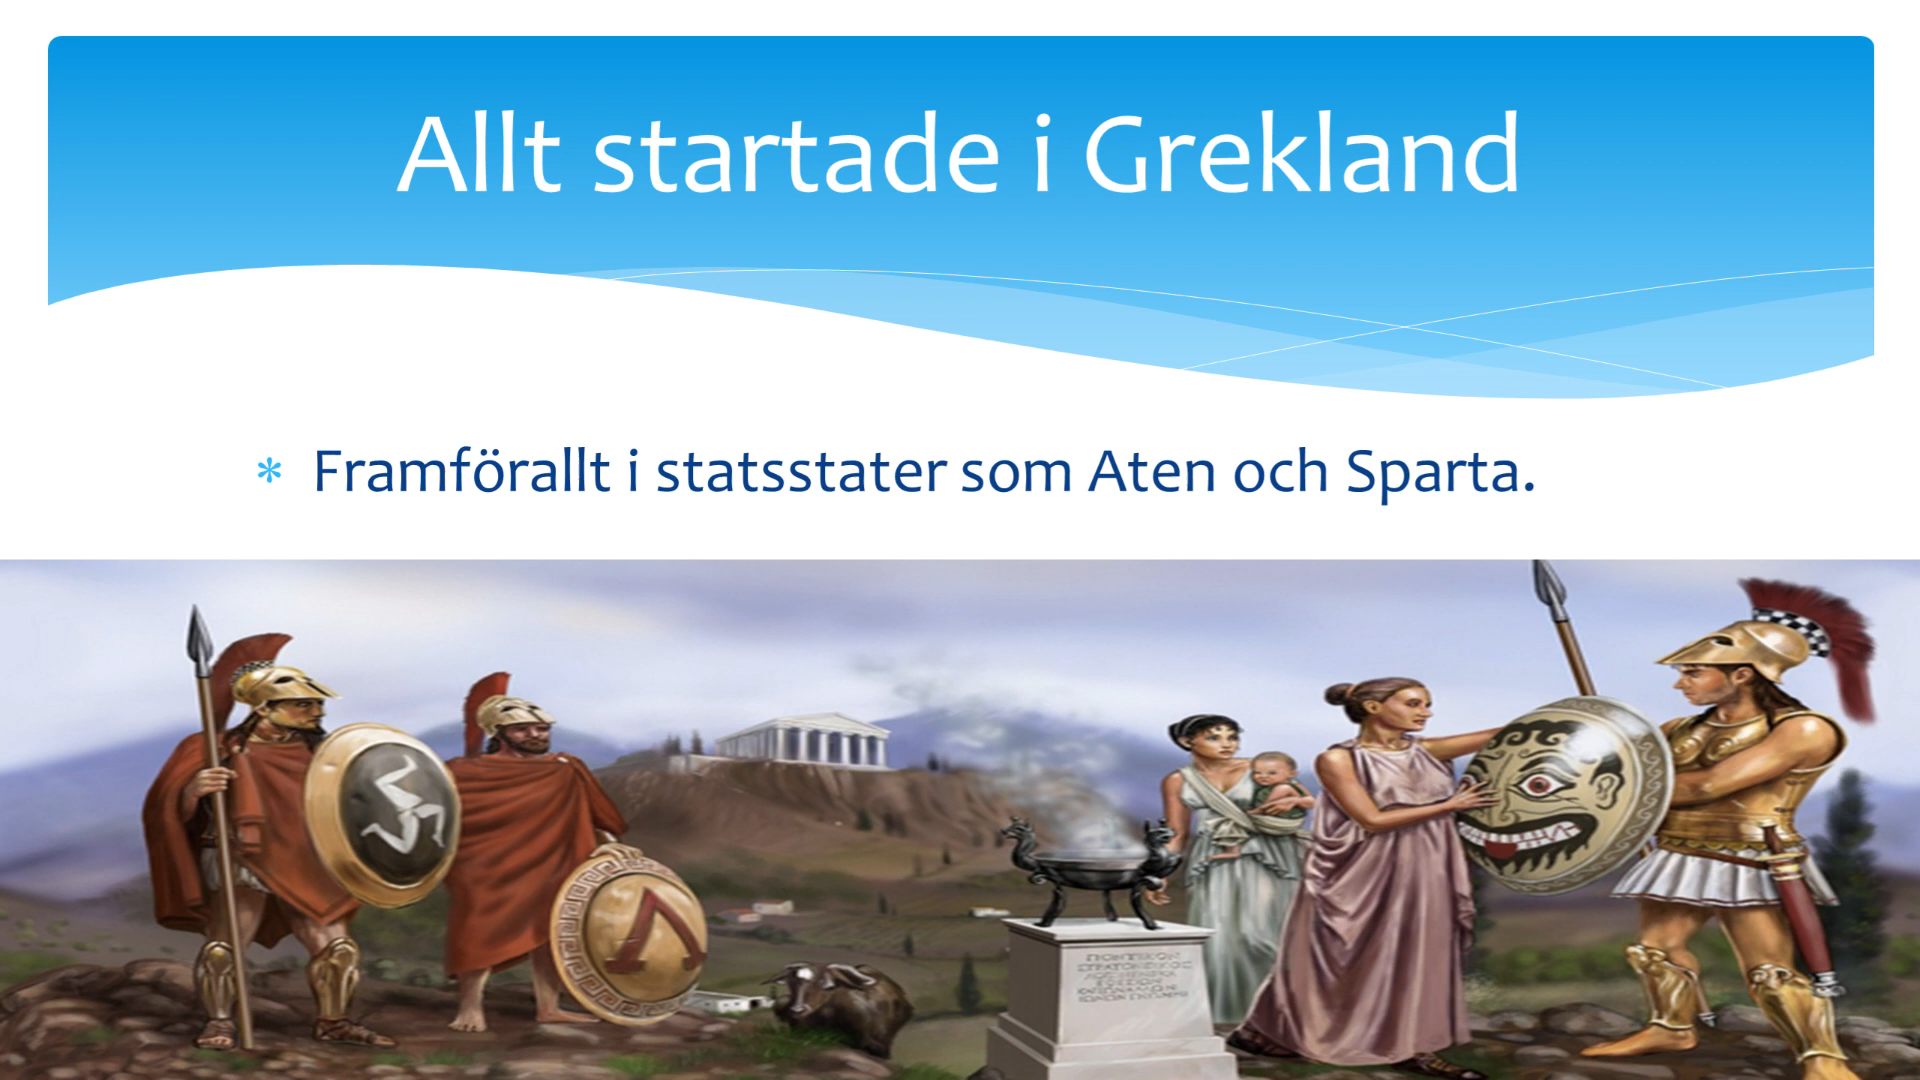 Allt startade i Grekland
* Framförallt i statsstater som Aten och Sparta.